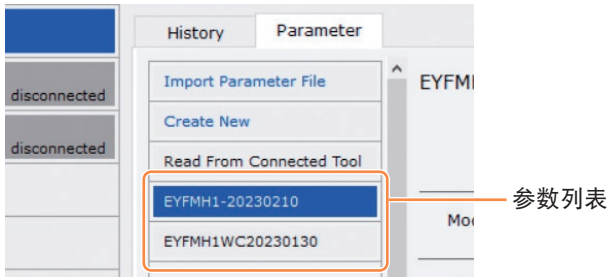 History
Parameter
Import Parameter File
EYFMH
disconnected
Create New
disconnected
Read From Connected Tool
EYFMH1-20230210
参数列表
Mo
EYFMH1WC20230130